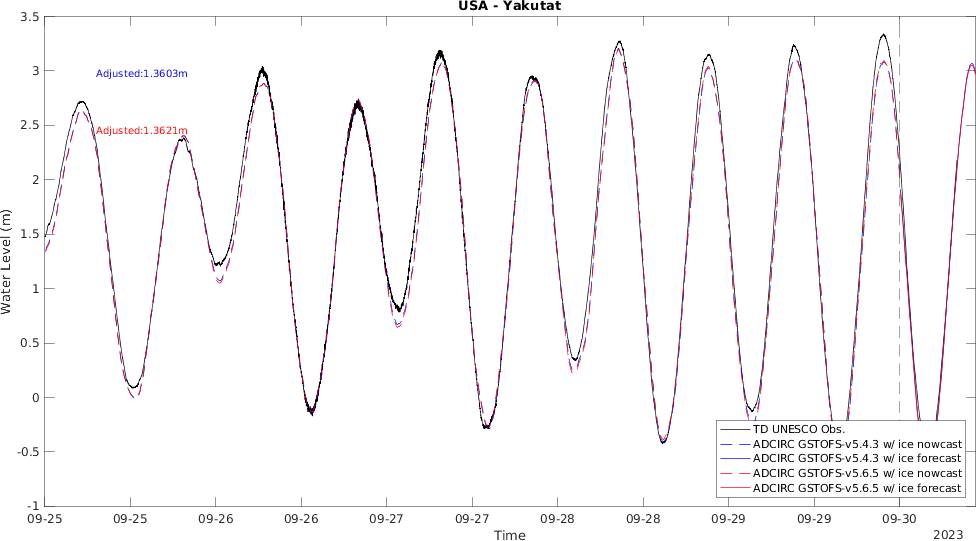 USA - Yakutat
3.5
3
2.5
2
1.5
1
0.5
0
-0.5
-1
Water Level (m)
Adjusted:1.3603m
Adjusted:1.3621m
TD UNESCO Obs.
ADCIRC GSTOFS-v5.4.3 w/ ice nowcast
ADCIRC GSTOFS-v5.4.3 w/ ice forecast
ADCIRC GSTOFS-v5.6.5 w/ ice nowcast
ADCIRC GSTOFS-v5.6.5 w/ ice forecast
09-25 09-25 09-26 09-26 09-27 09-27 09-28 09-28 09-29 09-29 09-30
Time
2023